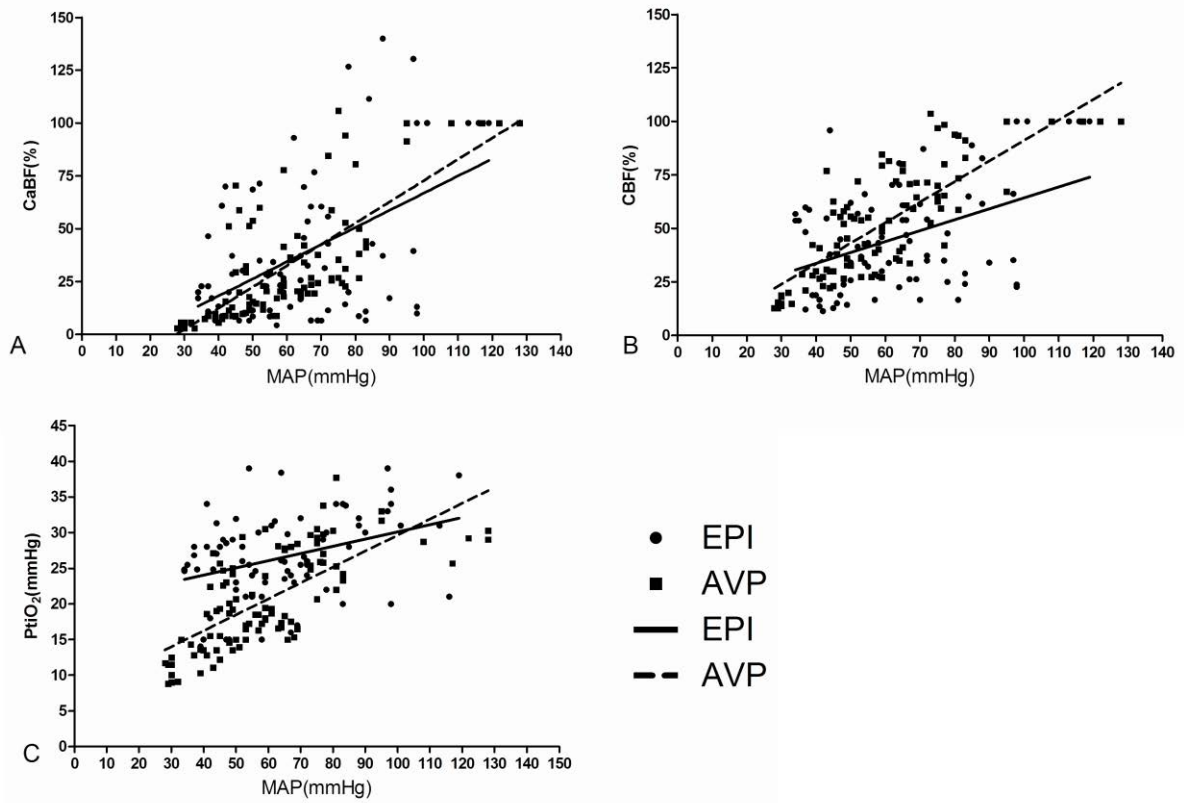 150
125
100
75
50
25
0
CaBF(%)
A
0 10 20 30 40 50 60 70 80 90 100 110 120 130 140
MAP(mmHg)
150
125
100
75
50
25
0
CBF(%)
B
0 10 20 30 40 50 60 70 80 90 100 110 120 130 140
MAP(mmHg)
45
40
35
30
25
20
15
10
5
0
PtiO₂(mmHg)
C
0 10 20 30 40 50 60 70 80 90 100 110 120 130 140 150
MAP(mmHg)
EPI
AVP
EPI
AVP